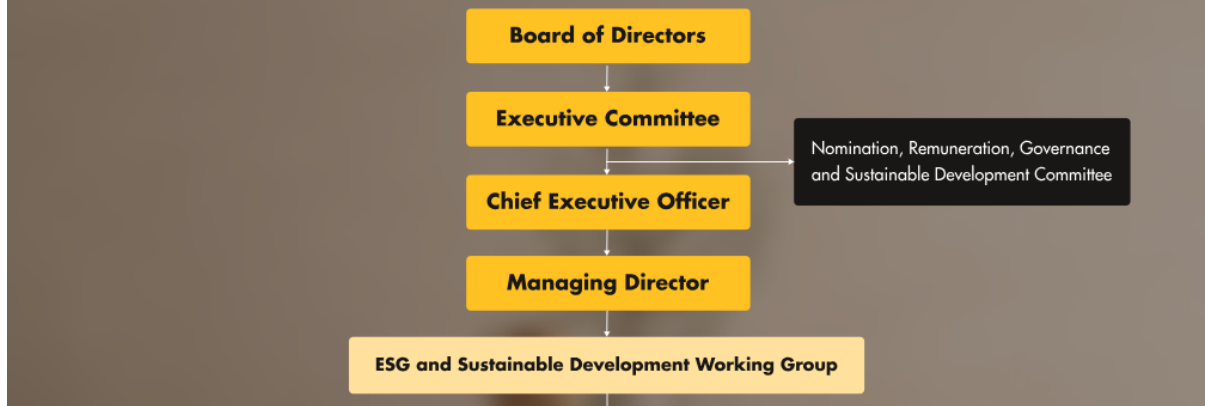 Board of Directors
Executive Committee
Nomination, Remuneration, Governance
and Sustainable Development Committee
Chief Executive Officer
Managing Director
ESG and Sustainable Development Working Group